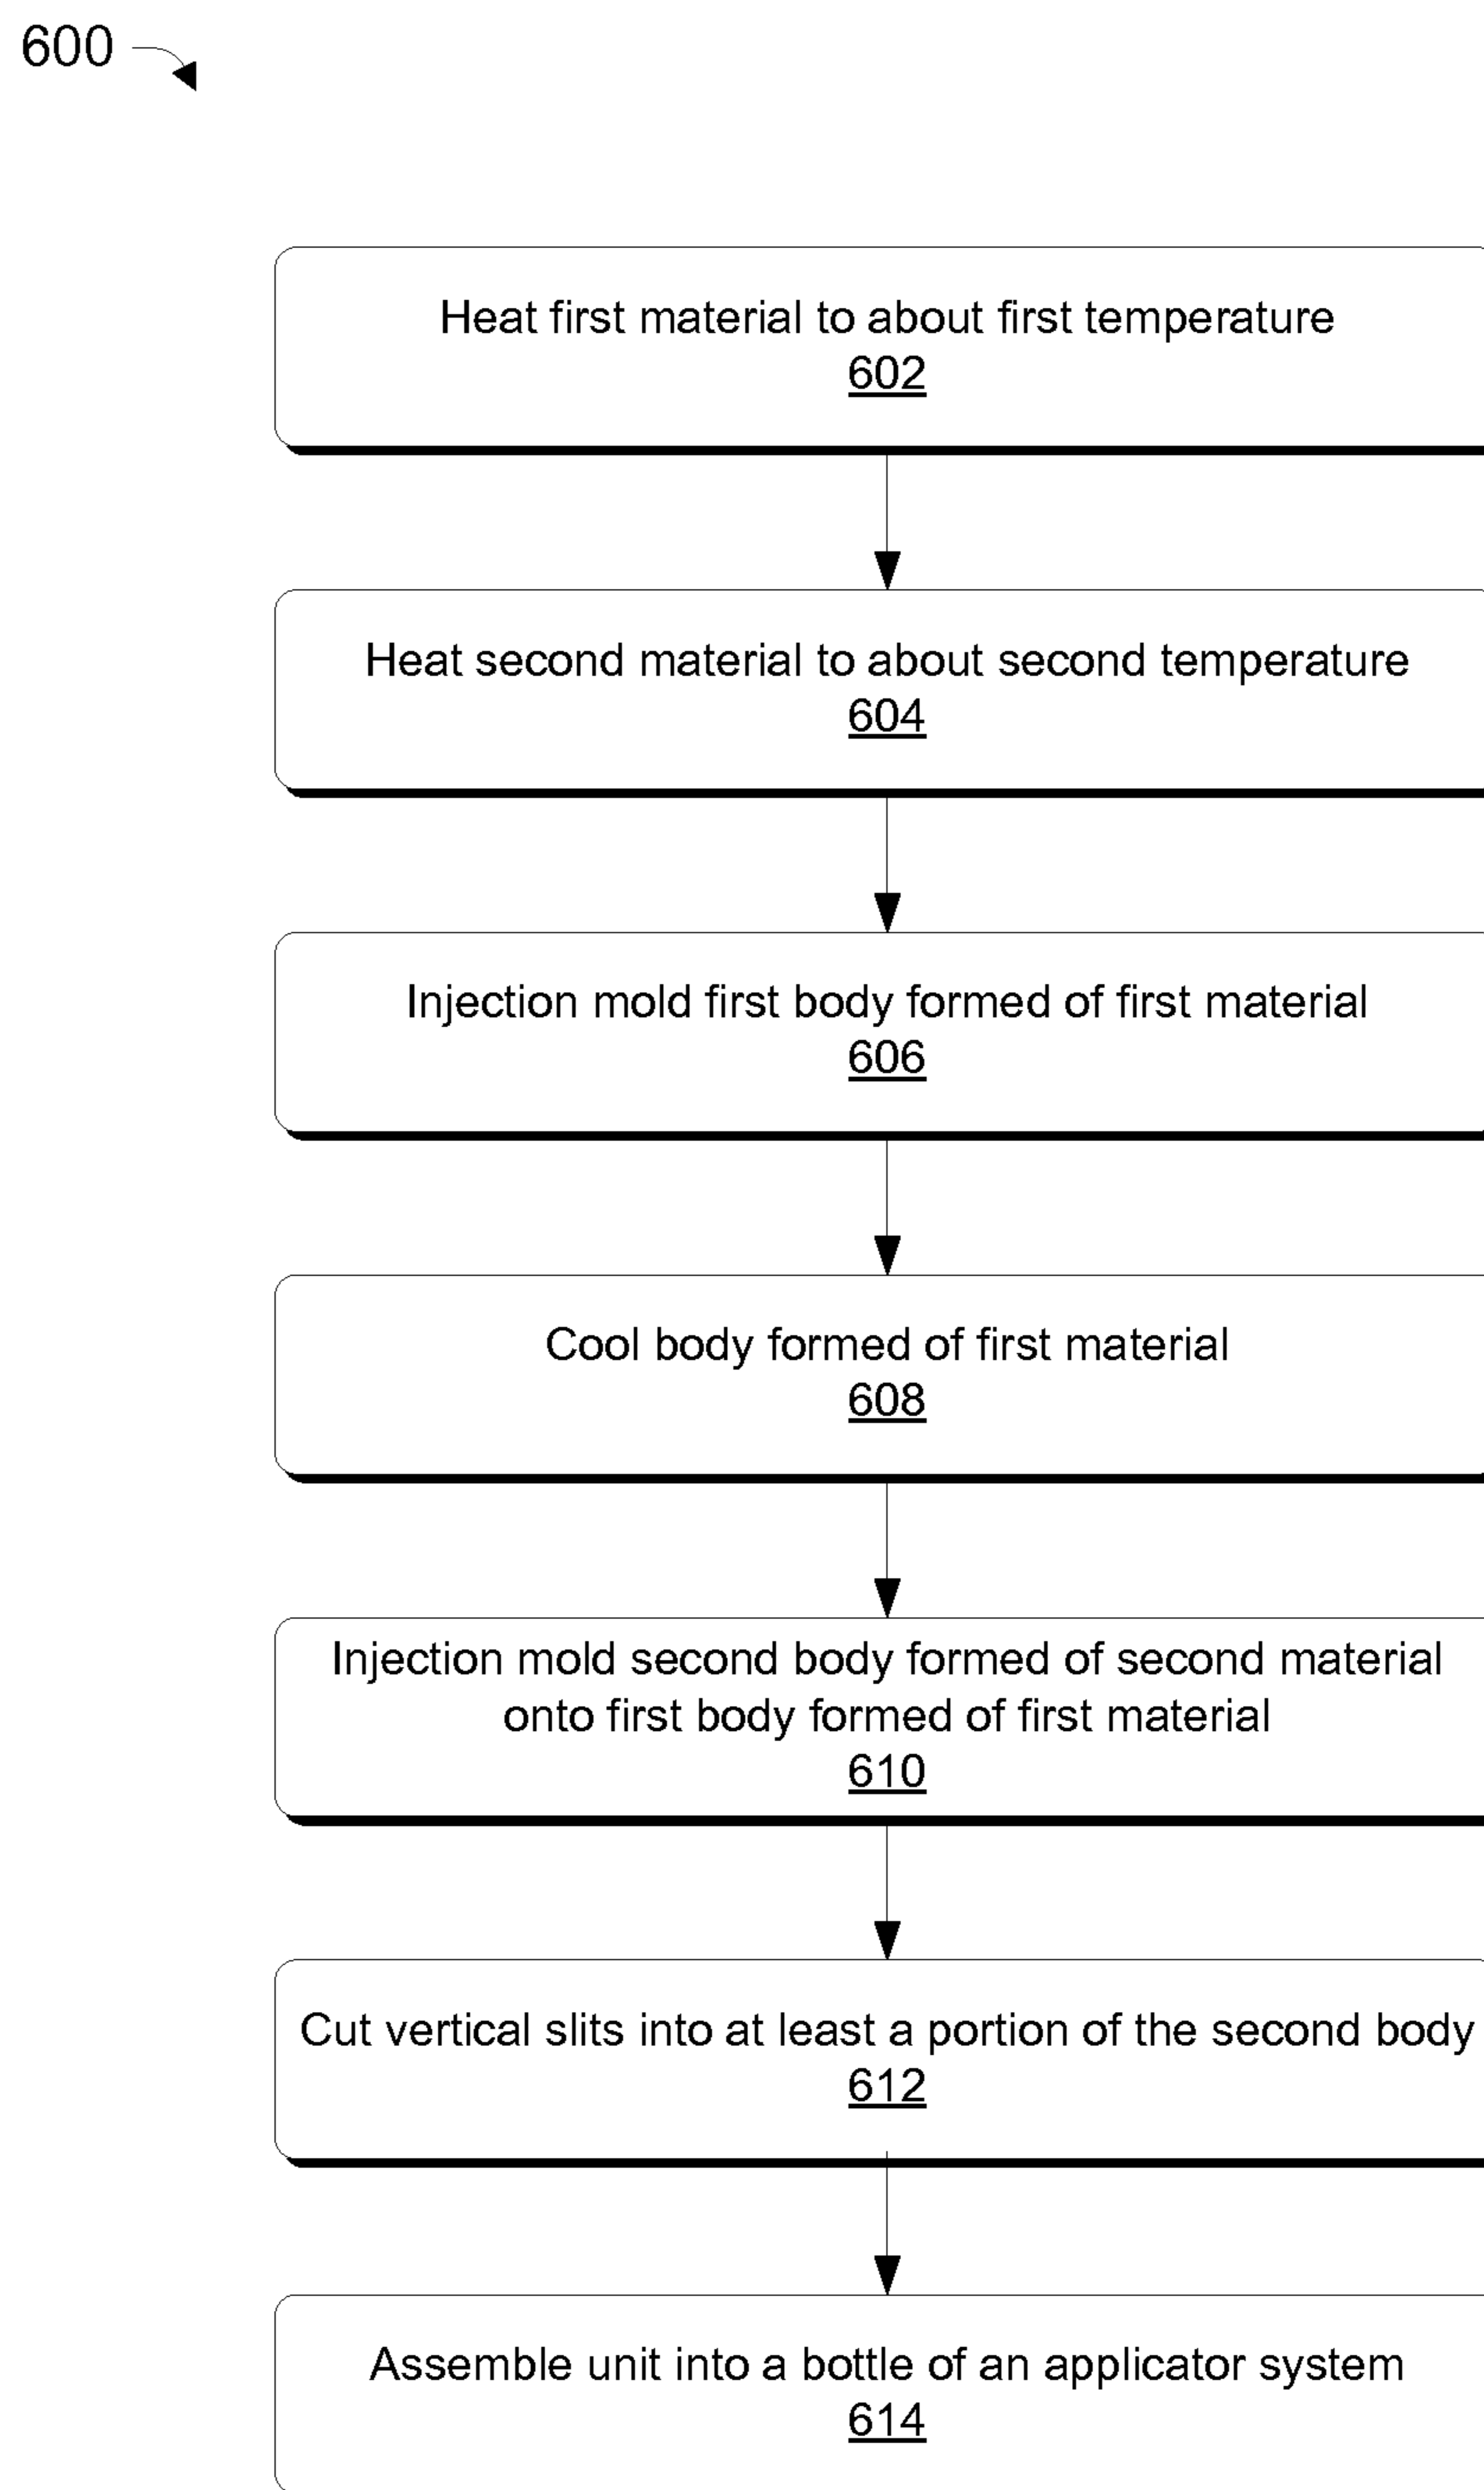 600
Heat first material to about first temperature
602
Heat second material to about second temperature
604
Injection mold first body formed of first material
606
Cool body formed of first material
608
Injection mold second body formed of second material
onto first body formed of first material
610
Cut vertical slits into at least a portion of the second body
612
Assemble unit into a bottle of an applicator system
614